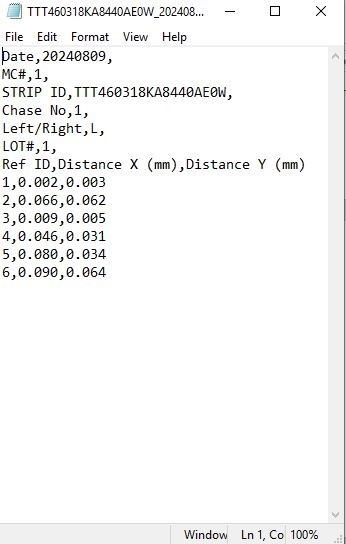 TTT460318KA8440AE0W_202408...
File Edit Format View Help
Date,20240809,
MC#,1,
STRIP ID,TTT460318KA8440AE0W,
Chase No,1,
Left/Right,L,
LOT#,1,
Ref ID,Distance X (mm),Distance Y (mm)
1,0.002,0.003
2,0.066,0.062
3,0.009,0.005
4,0.046,0.031
5,0.080,0.034
6,0.090,0.064
Window Ln 1, Co 100%